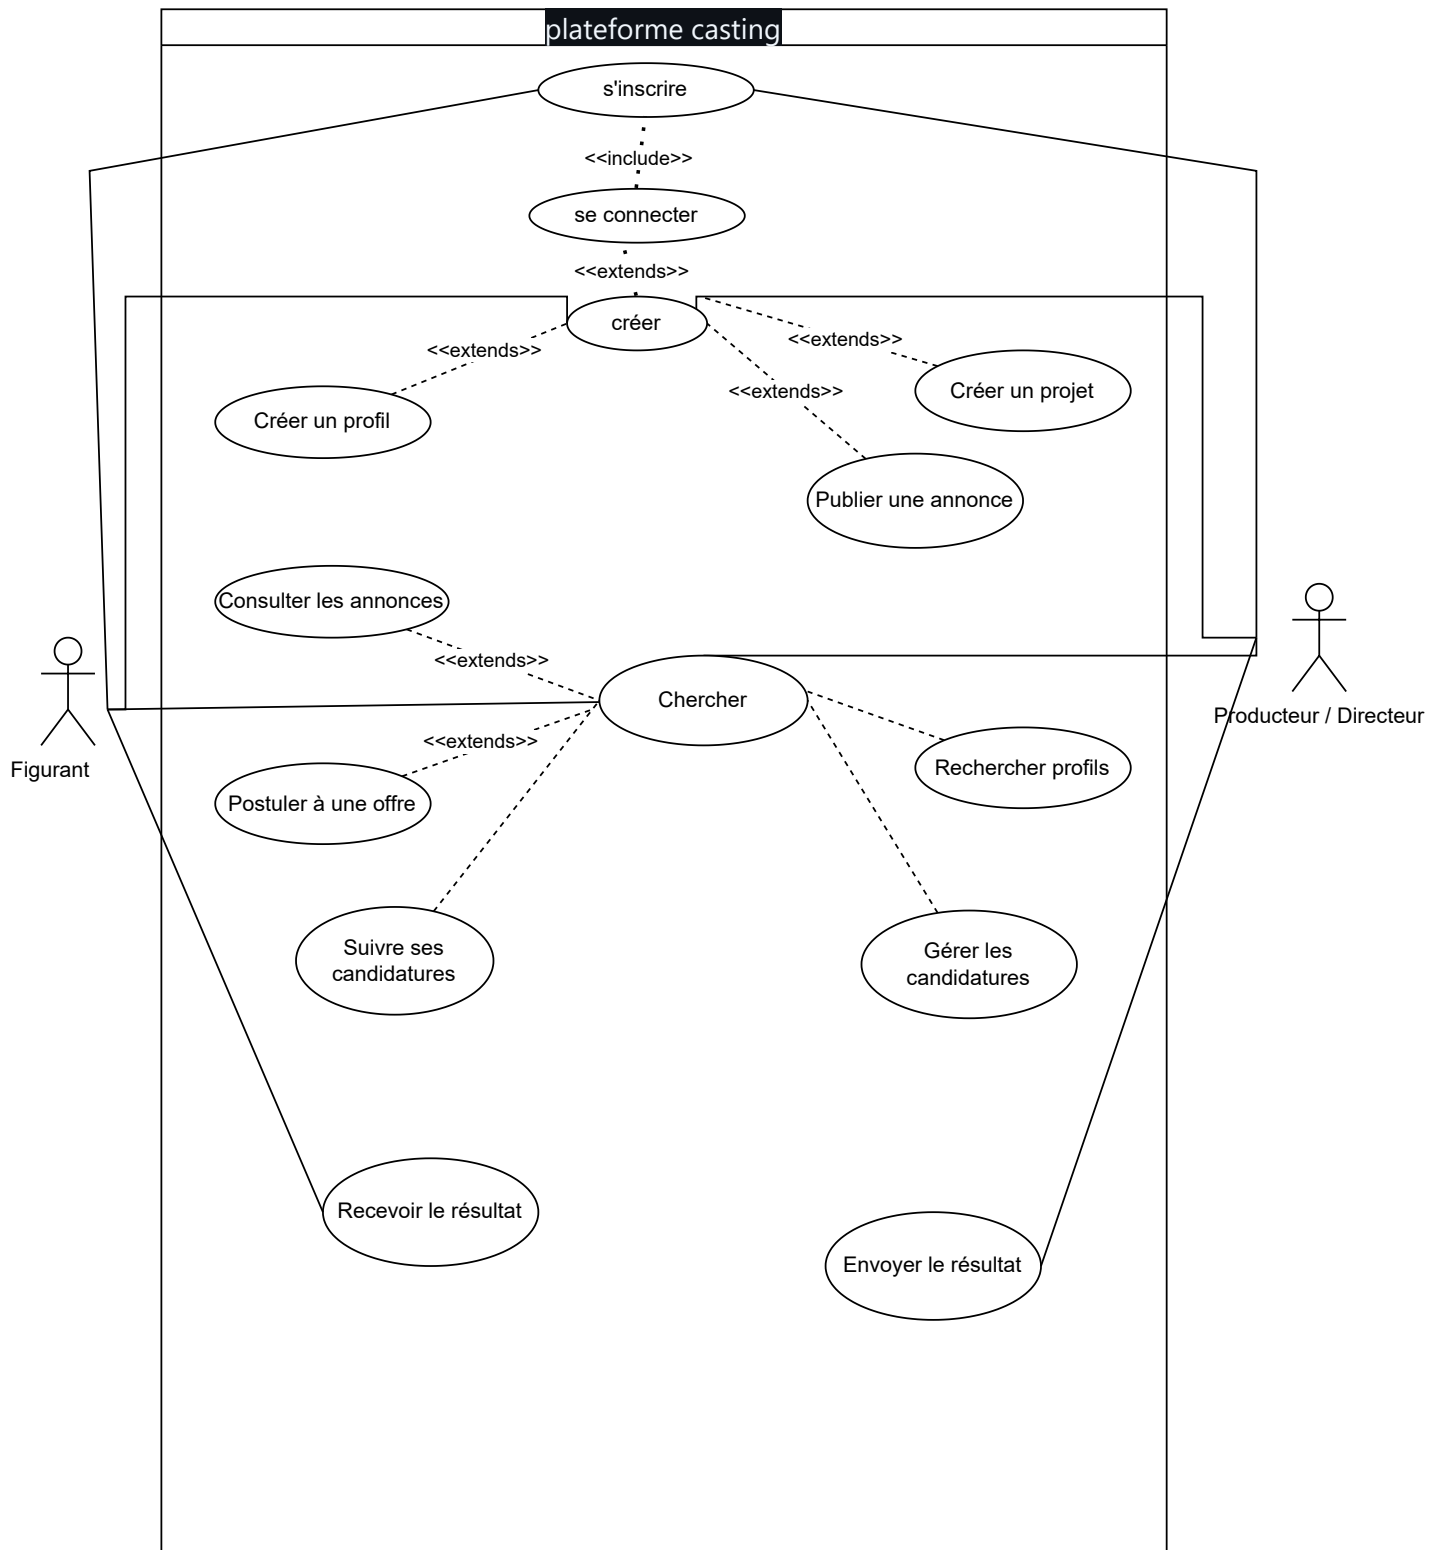 plateforme casting
s'inscrire
<<include>>
se connecter
<<extends>>
créer
<<extends>>
<<extends>>
<<extends>>
Créer un profil
Créer un projet
Publier une annonce
Consulter les annonces
<<extends>>
Chercher
Producteur / Directeur
<<extends>>
Figurant
Rechercher profils
Postuler à une offre
Suivre ses
candidatures
Gérer les
candidatures
Recevoir le résultat
Envoyer le résultat